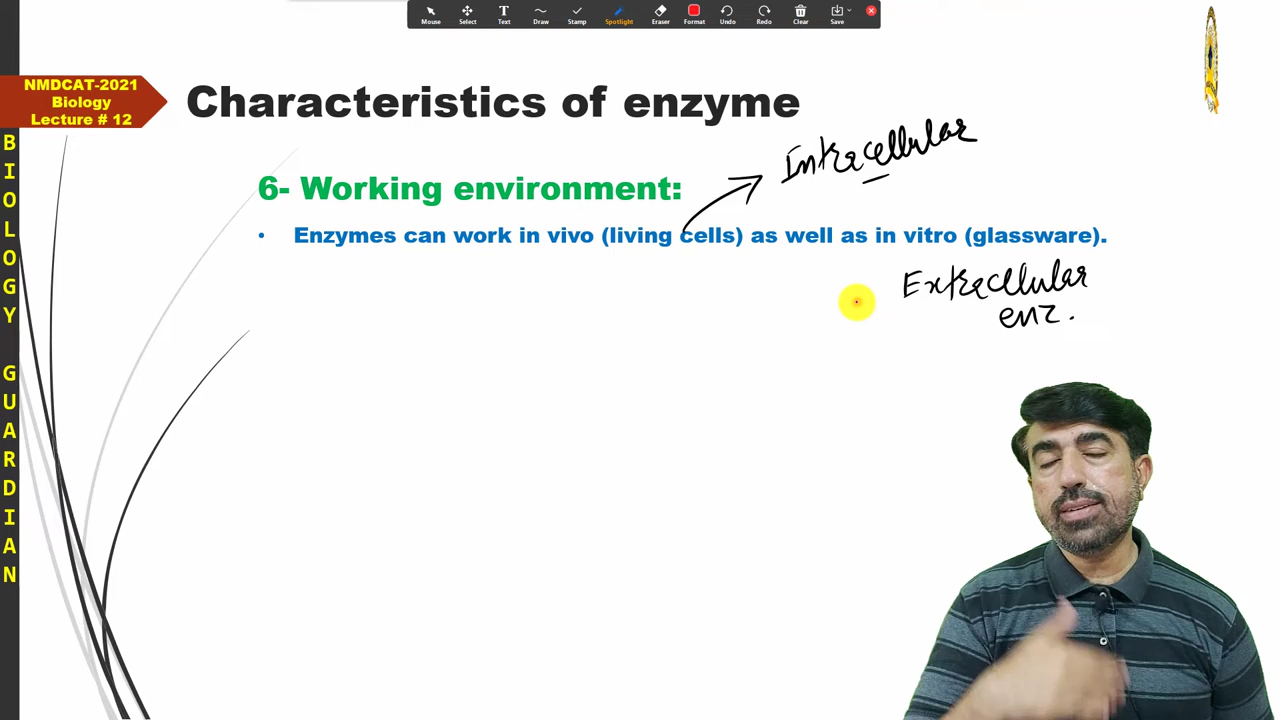 Mouse Select Text Draw Stamp Spotlight Eraser Format Undo Redo Clear Save
NMDCAT-2021
Biology
Lecture # 12
Characteristics of enzyme
Intracellular
6- Working environment:
• Enzymes can work in vivo (living cells) as well as in vitro (glassware).
Extracellular
enz.
B
I
O
L
O
G
Y
G
U
A
R
D
I
A
N